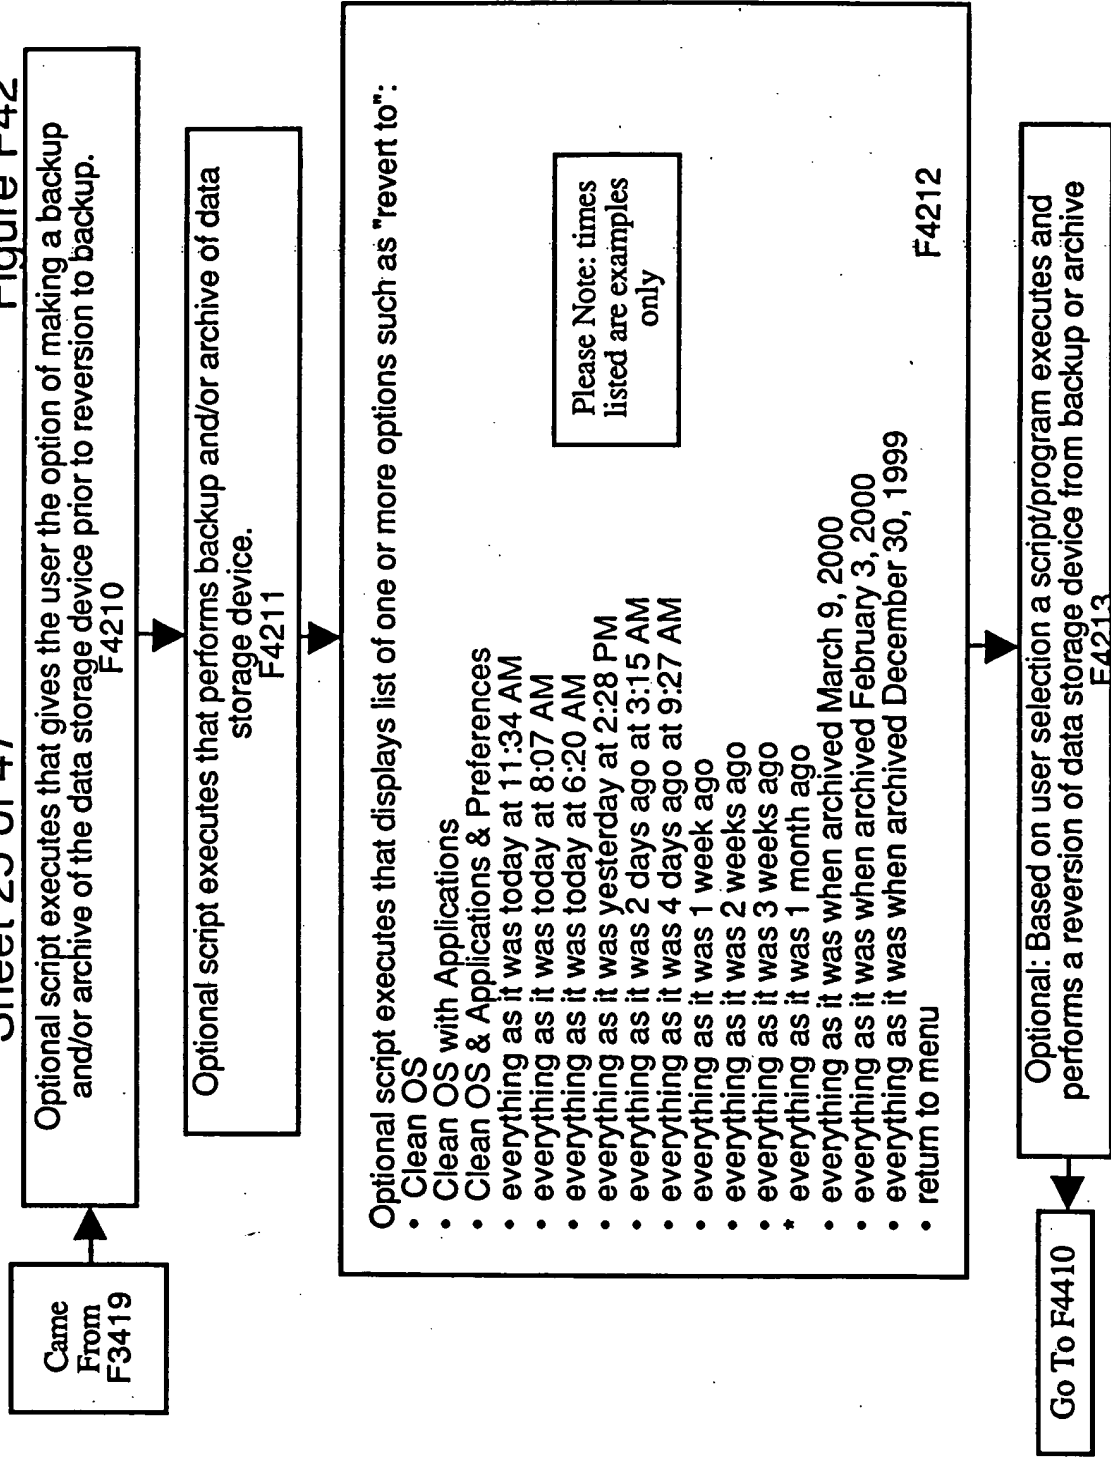 Sheet 25 of 47
Figure F42
Came
From
F3419
Optional script executes that gives the user the option of making a backup
and/or archive of the data storage device prior to reversion to backup.
F4210
Optional script executes that performs backup and/or archive of data
storage device.
F4211
Optional script executes that displays list of one or more options such as "revert to":
• Clean OS
• Clean OS with Applications
• Clean OS & Applications & Preferences
• everything as it was today at 11:34 AM
• everything as it was today at 8:07 AM
• everything as it was today at 6:20 AM
• everything as it was yesterday at 2:28 PM
• everything as it was 2 days ago at 3:15 AM
• everything as it was 4 days ago at 9:27 AM
• everything as it was 1 week ago
• everything as it was 2 weeks ago
• everything as it was 3 weeks ago
* everything as it was 1 month ago
• everything as it was when archived March 9, 2000
• everything as it was when archived February 3, 2000
• everything as it was when archived December 30, 1999
• return to menu
Please Note: times
listed are examples
only
F4212
Optional: Based on user selection a script/program executes and
performs a reversion of data storage device from backup or archive
F4213
Go To F4410